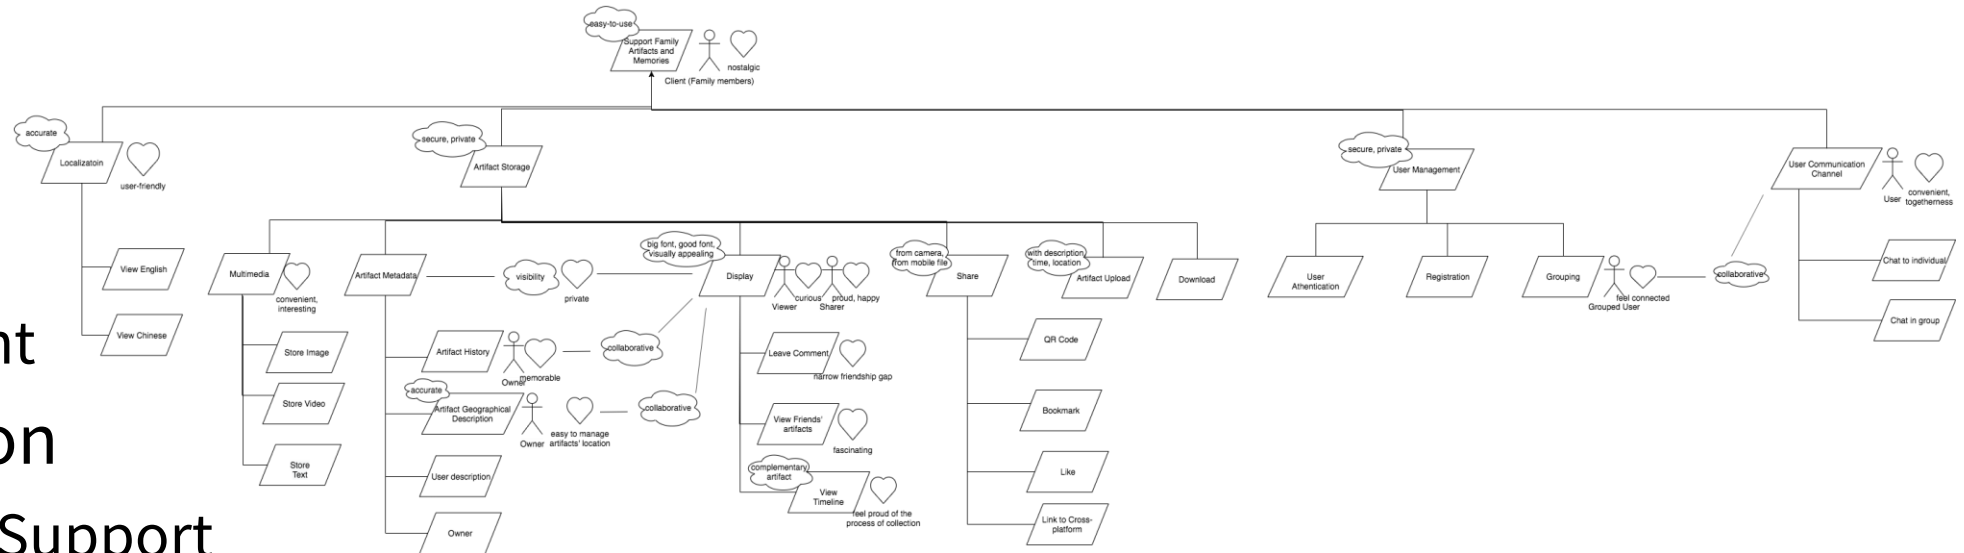 easy-to-use
Support Family
Artifacts and
Memories
nostalgic
Client (Family members)
accurate
Localizatoin
user-friendly
View English
View Chinese
secure, private
Artifact Storage
Multimedia
convenient,
interesting
Store Image
Store Video
Store
Text
Artifact Metadata
visibility
private
Artifact History
Owner
memorable
collaborative
accurate
Artifact Geographical
Description
Owner
easy to manage
artifacts' location
collaborative
User description
Owner
big font, good font,
visually appealing
Display
Viewer
curious
Sharer
proud, happy
Leave Comment
narrow friendship gap
View Friends'
artifacts
fascinating
complementary
artifact
View
Timeline
feel proud of the
process of collection
from camera,
from mobile file
Share
QR Code
Bookmark
Like
Link to Cross-
platform
with description,
time, location
Artifact Upload
Download
secure, private
User Management
User
Athentication
Registration
Grouping
Grouped User
feel connected
collaborative
User Communication
Channel
User
convenient,
togetherness
Chat to individual
Chat in group
nt
on
Support